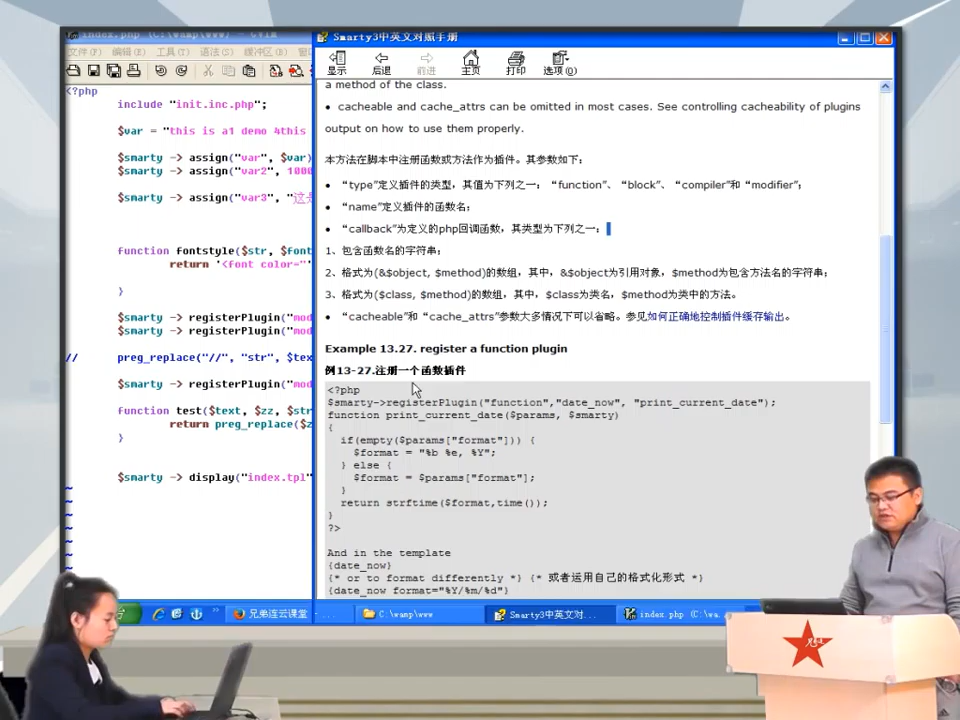 index.php (C:\wamp\www) - GVIM
文件(F) 编辑(E) 工具(T) 语法(S) 缓冲区(B)
<?php
include "init.inc.php";
$var = "this is a1 demo 4this
$smarty -> assign("var", $var)
$smarty -> assign("var2", 1000
$smarty -> assign("var3", "这是
function fontstyle($str, $font
return '<font color="'
}
$smarty -> registerPlugin("mod
$smarty -> registerPlugin("mod
// preg_replace("//", "str", $tex
$smarty -> registerPlugin("mod
function test($text, $zz, $str
return preg_replace($z
}
$smarty -> display("index.tpl"
~
~
~
~
~
~
Smarty3中英文对照手册
显示 后退 前进 主页 打印 选项(O)
a method of the class.
• cacheable and cache_attrs can be omitted in most cases. See controlling cacheability of plugins
output on how to use them properly.
本方法在脚本中注册函数或方法作为插件。其参数如下：
• “type”定义插件的类型，其值为下列之一：“function”、“block”、“compiler”和“modifier”；
• “name”定义插件的函数名；
• “callback”为定义的php回调函数，其类型为下列之一：
1、包含函数名的字符串；
2、格式为(&$object, $method)的数组，其中，&$object为引用对象，$method为包含方法名的字符串；
3、格式为($class, $method)的数组，其中，$class为类名，$method为类中的方法。
• “cacheable”和“cache_attrs”参数大多情况下可以省略。参见如何正确地控制插件缓存输出。
Example 13.27. register a function plugin
例13-27.注册一个函数插件
<?php
$smarty->registerPlugin("function","date_now", "print_current_date");
function print_current_date($params, $smarty)
{
if(empty($params["format"])) {
$format = "%b %e, %Y";
} else {
$format = $params["format"];
}
return strftime($format,time());
}
?>
And in the template
{date_now}
{* or to format differently *} {* 或者运用自己的格式化形式 *}
{date_now format="%Y/%m/%d"}
兄弟连云课堂 - ... C:\wamp\www Smarty3中英文对... index.php (C:\wa...